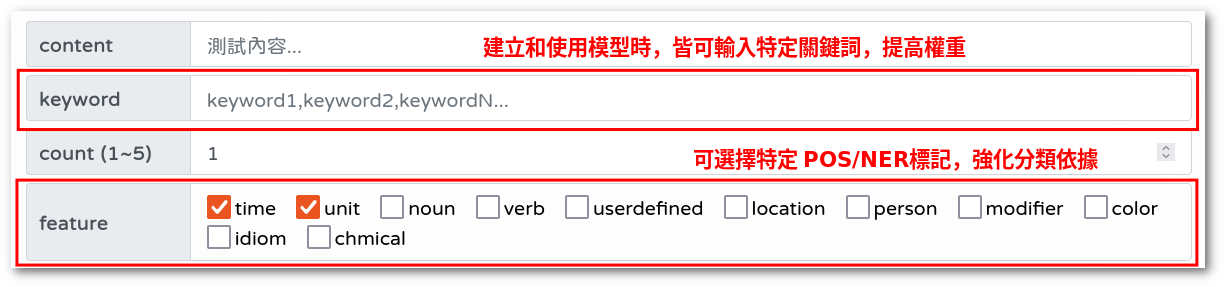 content 測試內容... 建立和使用模型時，皆可輸入特定關鍵詞，提高權重
keyword keyword1,keyword2,keywordN...
count (1~5) 1 可選擇特定 POS/NER標記，強化分類依據
feature time unit noun verb userdefined location person modifier color
idiom chmical